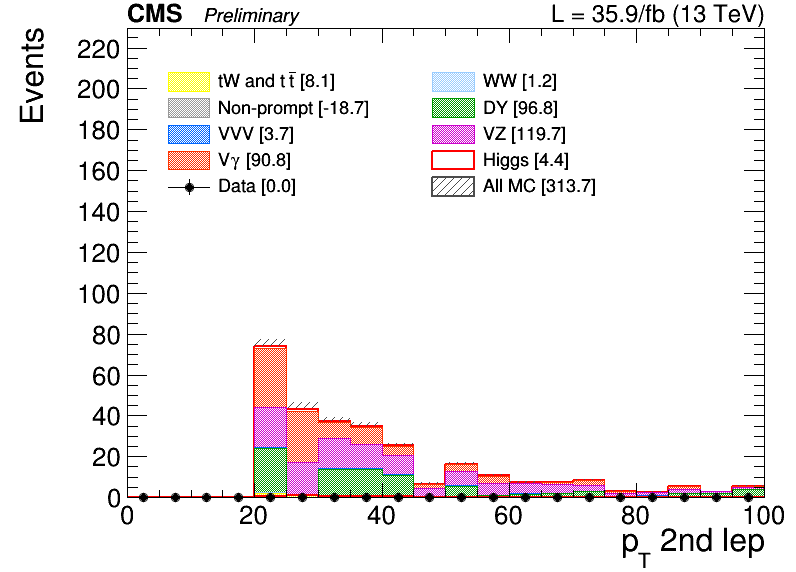 CMS Preliminary L = 35.9/fb (13 TeV)
Events
220
200
180
160
140
120
100
80
60
40
20
0
tW and t t̅ [8.1]
Non-prompt [-18.7]
VVV [3.7]
Vγ [90.8]
Data [0.0]
WW [1.2]
DY [96.8]
VZ [119.7]
Higgs [4.4]
All MC [313.7]
0 20 40 60 80 100
p_T 2nd lep